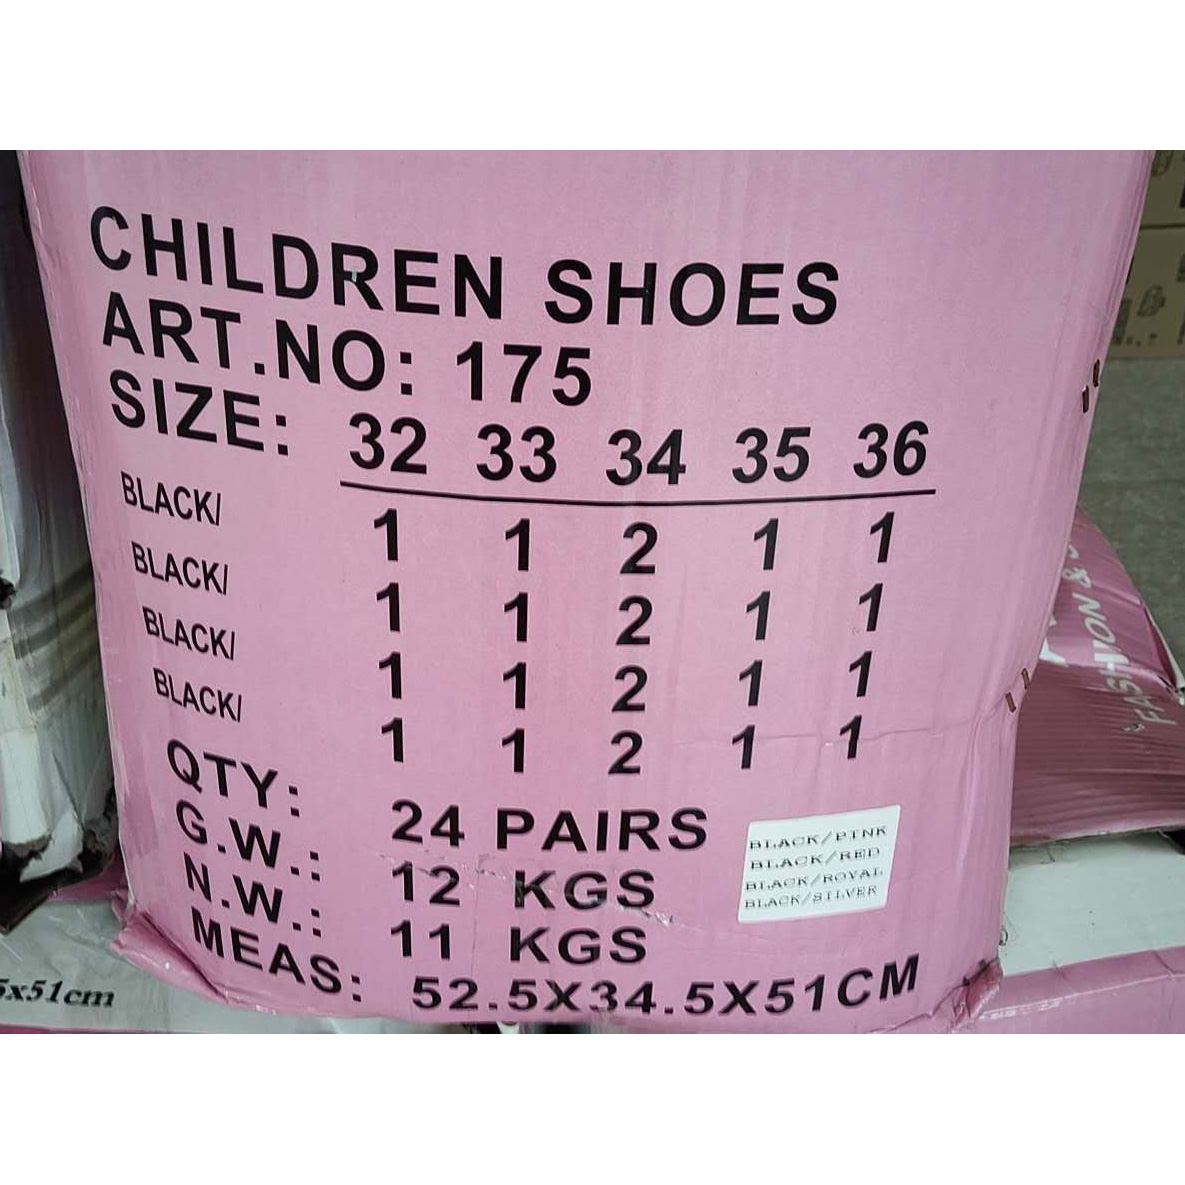 CHILDREN SHOES
ART.NO: 175
SIZE: 32 33 34 35 36
BLACK/ 1 1 2 1 1
BLACK/ 1 1 2 1 1
BLACK/ 1 1 2 1 1
BLACK/ 1 1 2 1 1
QTY: 24 PAIRS
G.W.: 12 KGS
N.W.: 11 KGS
MEAS: 52.5X34.5X51CM
BLACK/PINK
BLACK/RED
BLACK/ROYAL
BLACK/SILVER
5x51cm
"FASHION &